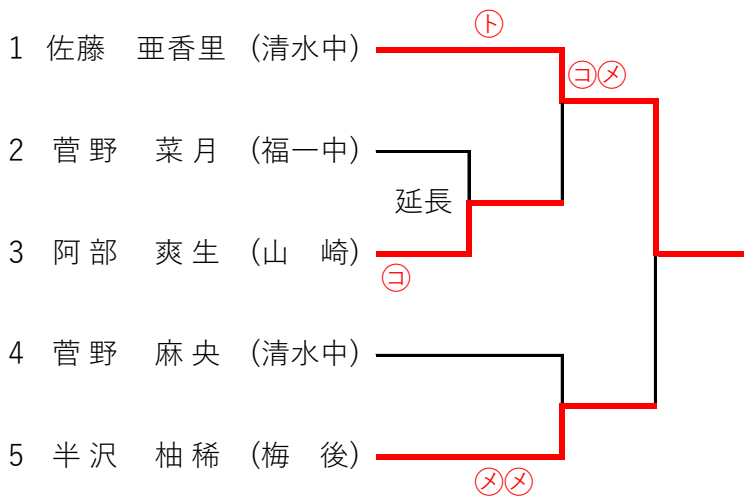 ㋣
1 佐藤 亜香里 (清水中)
㋙㋱
2 菅野 菜月 (福一中)
延長
3 阿部 爽生 (山 崎)
㋙
4 菅野 麻央 (清水中)
5 半沢 柚稀 (梅 後)
㋱㋱